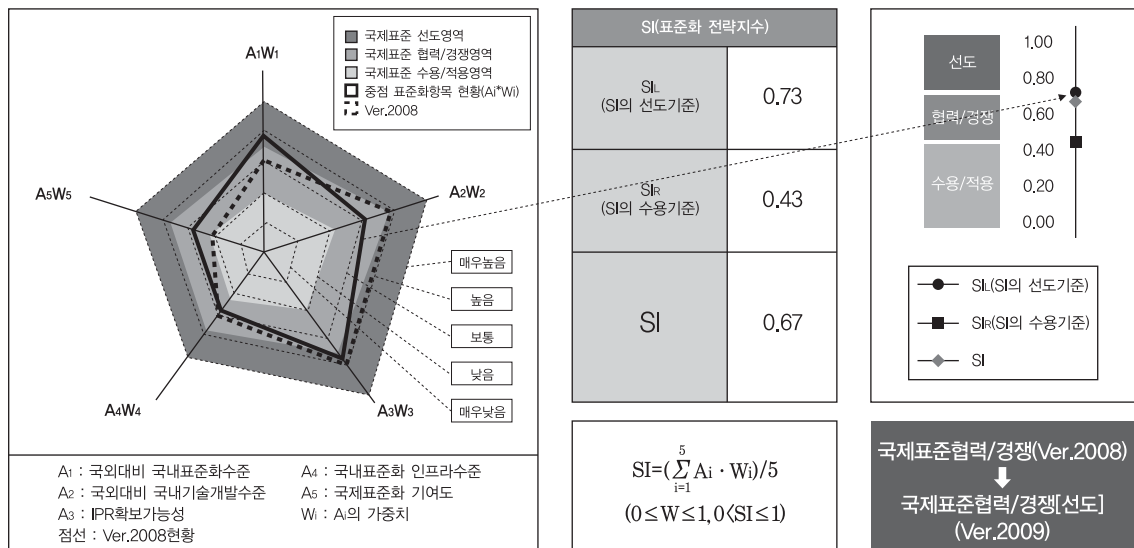 국제표준 선도영역
국제표준 협력/경쟁영역
국제표준 수용/적용영역
중점 표준화항목 현황(Ai*Wi)
Ver.2008
A1W1
A2W2
A3W3
A4W4
A5W5
매우높음
높음
보통
낮음
매우낮음
A1 : 국외대비 국내표준화수준
A2 : 국외대비 국내기술개발수준
A3 : IPR확보가능성
점선 : Ver.2008현황
A4 : 국내표준화 인프라수준
A5 : 국제표준화 기여도
Wi : Ai의 가중치
SI(표준화 전략지수)
SIL
(SI의 선도기준)
0.73
SIR
(SI의 수용기준)
0.43
SI
0.67
SI=(∑Ai · Wi)/5
5
i=1
(0≤W≤1, 0<SI≤1)
선도
협력/경쟁
수용/적용
1.00
0.80
0.60
0.40
0.20
0.00
SIL(SI의 선도기준)
SIR(SI의 수용기준)
SI
국제표준협력/경쟁(Ver.2008)
국제표준협력/경쟁[선도]
(Ver.2009)